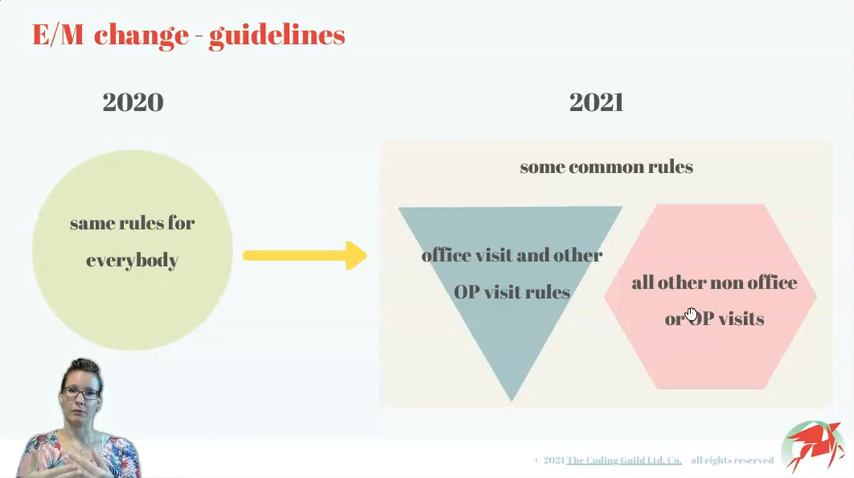 E/M change - guidelines
2020
2021
same rules for
everybody
some common rules
office visit and other
OP visit rules
all other non office
or OP visits
© 2021 The Coding Guild Ltd. Co. all rights reserved